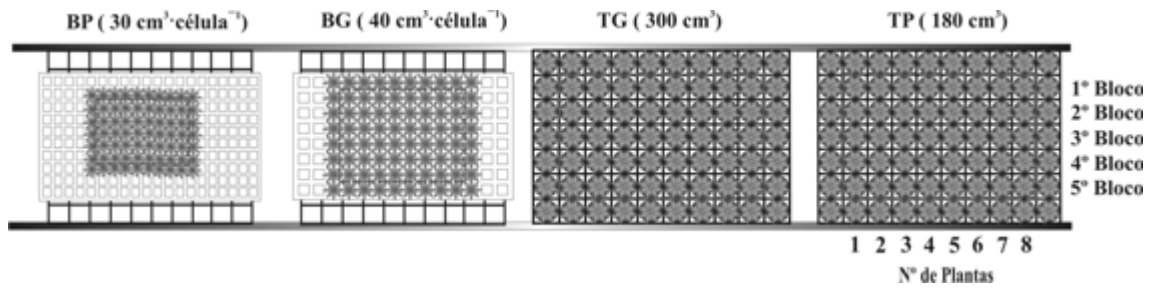 BP ( 30 cm³·célula⁻¹) BG ( 40 cm³·célula⁻¹) TG ( 300 cm³) TP ( 180 cm³)
1º Bloco
2º Bloco
3º Bloco
4º Bloco
5º Bloco
1 2 3 4 5 6 7 8
Nº de Plantas